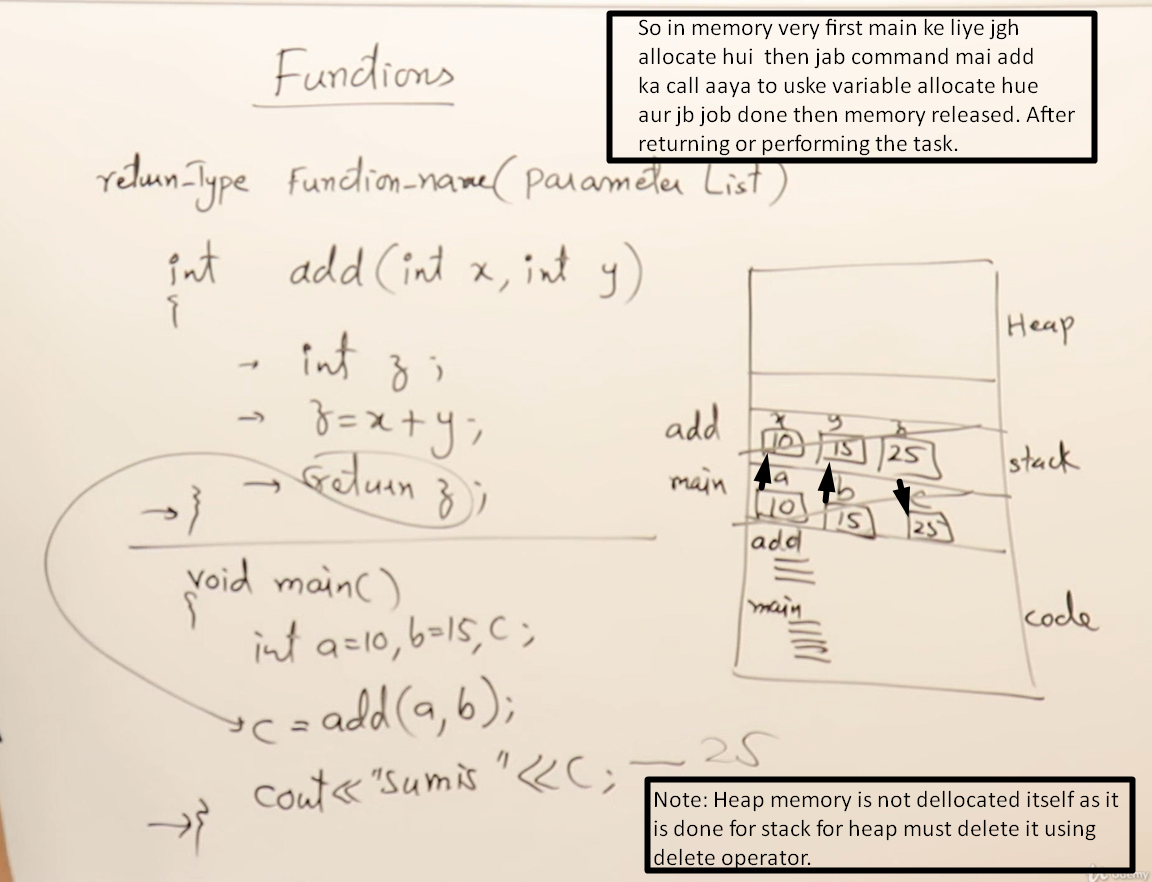 So in memory very first main ke liye jgh
allocate hui then jab command mai add
ka call aaya to uske variable allocate hue
aur jb job done then memory released. After
returning or performing the task.
Functions
return_Type Function_name(Parameter List)
int add(int x, int y)
{
→ int z;
→ z=x+y;
→ return z;
→ }
void main()
{
int a=10, b=15, c;
c = add(a,b);
cout<<"sum is "<<c; — 25
→ }
Heap
x y z
add 10 15 25
stack
main a b c
10 15 25
add
main
code
Note: Heap memory is not dellocated itself as it
is done for stack for heap must delete it using
delete operator.